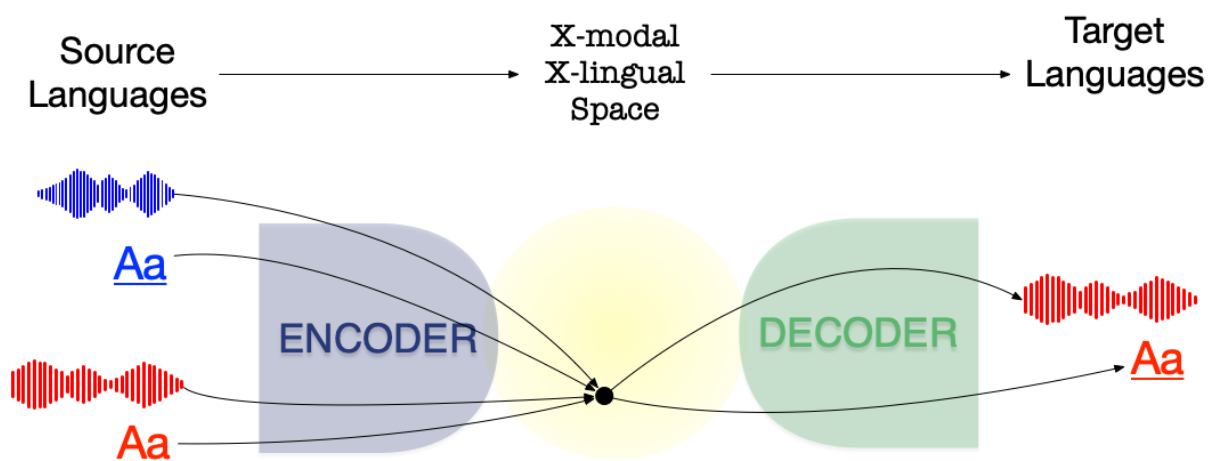 Source
Languages
X-modal
X-lingual
Space
Target
Languages
Aa
ENCODER
DECODER
Aa
Aa